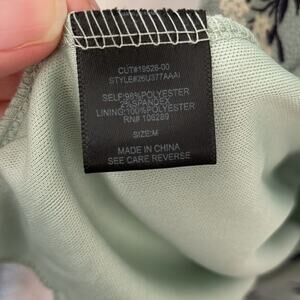 CUT#19526-00
STYLE#26U377AAAI
SELF:98%POLYESTER
2%SPANDEX
LINING:100%POLYESTER
RN# 106289
SIZE:M
MADE IN CHINA
SEE CARE REVERSE